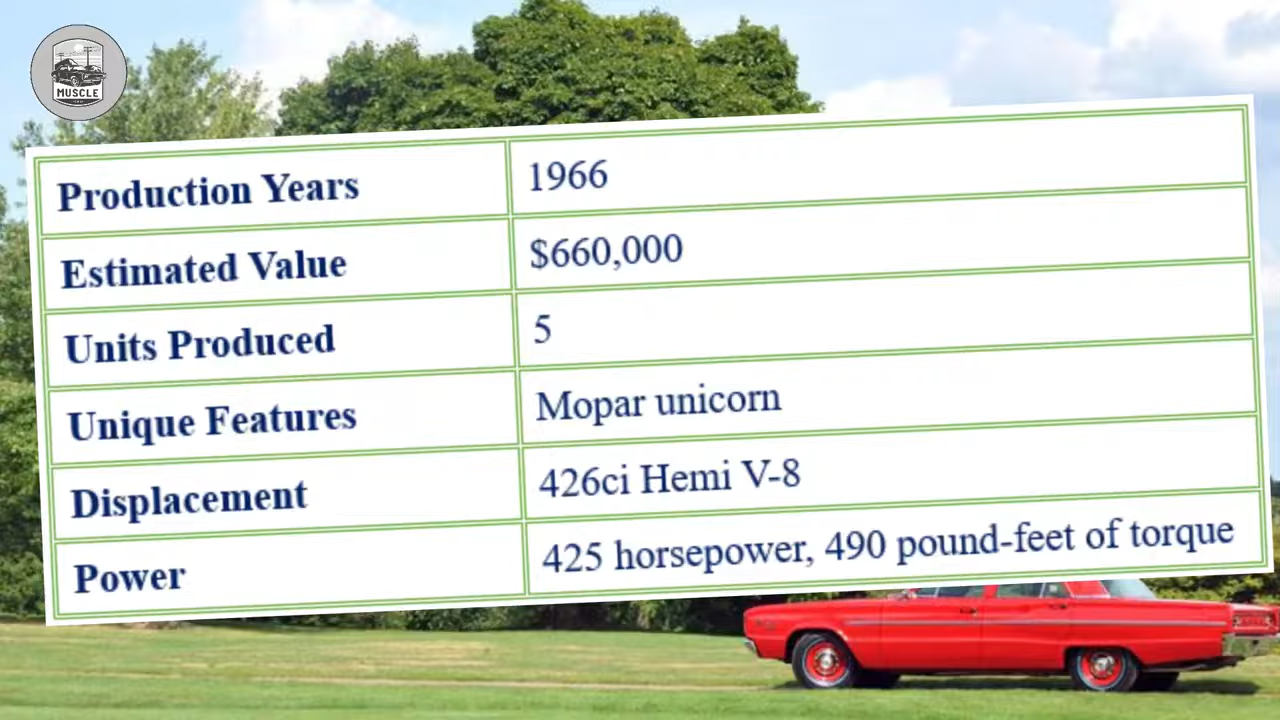 MUSCLE
Production Years 1966
Estimated Value $660,000
Units Produced 5
Unique Features Mopar unicorn
Displacement 426ci Hemi V-8
Power 425 horsepower, 490 pound-feet of torque